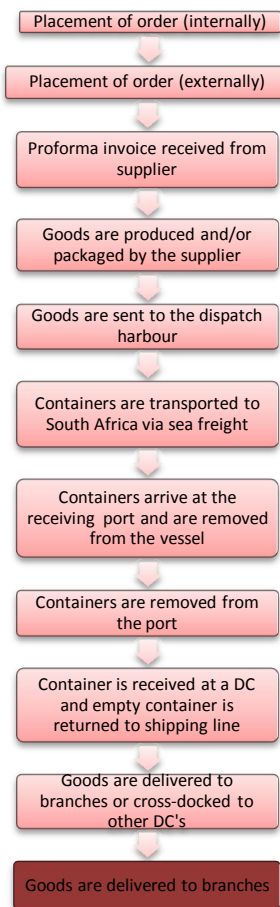 Placement of order (internally)
Placement of order (externally)
Proforma invoice received from
supplier
Goods are produced and/or
packaged by the supplier
Goods are sent to the dispatch
harbour
Containers are transported to
South Africa via sea freight
Containers arrive at the
receiving port and are removed
from the vessel
Containers are removed from
the port
Container is received at a DC
and empty container is
returned to shipping line
Goods are delivered to
branches or cross-docked to
other DC's
Goods are delivered to branches